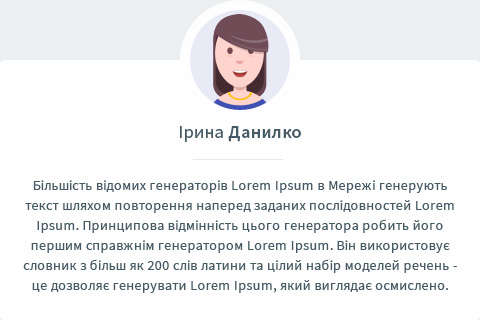 Ірина Данилко
Більшість відомих генераторів Lorem Ipsum в Мережі генерують
текст шляхом повторення наперед заданих послідовностей Lorem
Ipsum. Принципова відмінність цього генератора робить його
першим справжнім генератором Lorem Ipsum. Він використовує
словник з більш як 200 слів латини та цілий набір моделей речень -
це дозволяє генерувати Lorem Ipsum, який виглядає осмислено.